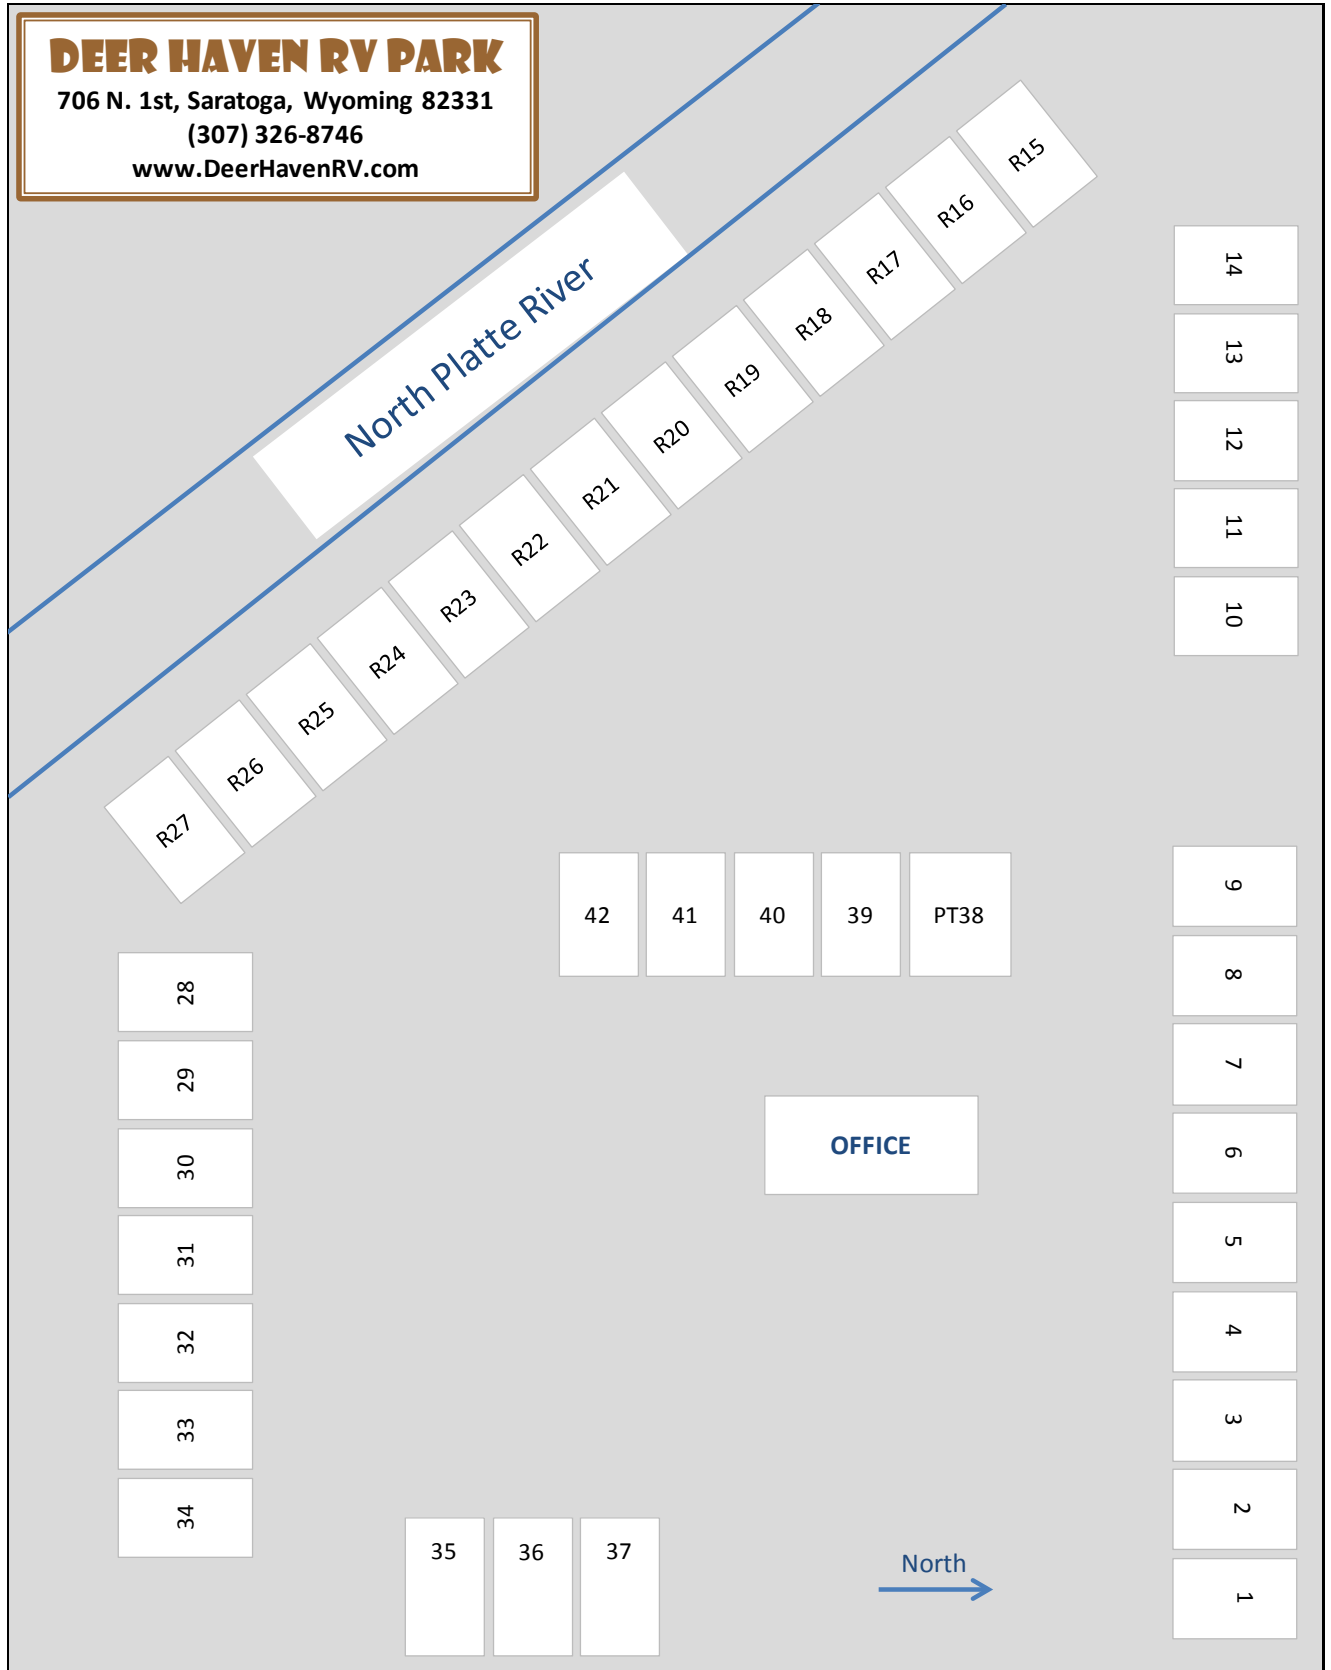 DEER HAVEN RV PARK
706 N. 1st, Saratoga, Wyoming 82331
(307) 326-8746
www.DeerHavenRV.com
North Platte River
R15
R16
R17
R18
R19
R20
R21
R22
R23
R24
R25
R26
R27
14
13
12
11
10
9
8
7
6
5
4
3
2
1
42
41
40
39
PT38
OFFICE
28
29
30
31
32
33
34
35
36
37
North